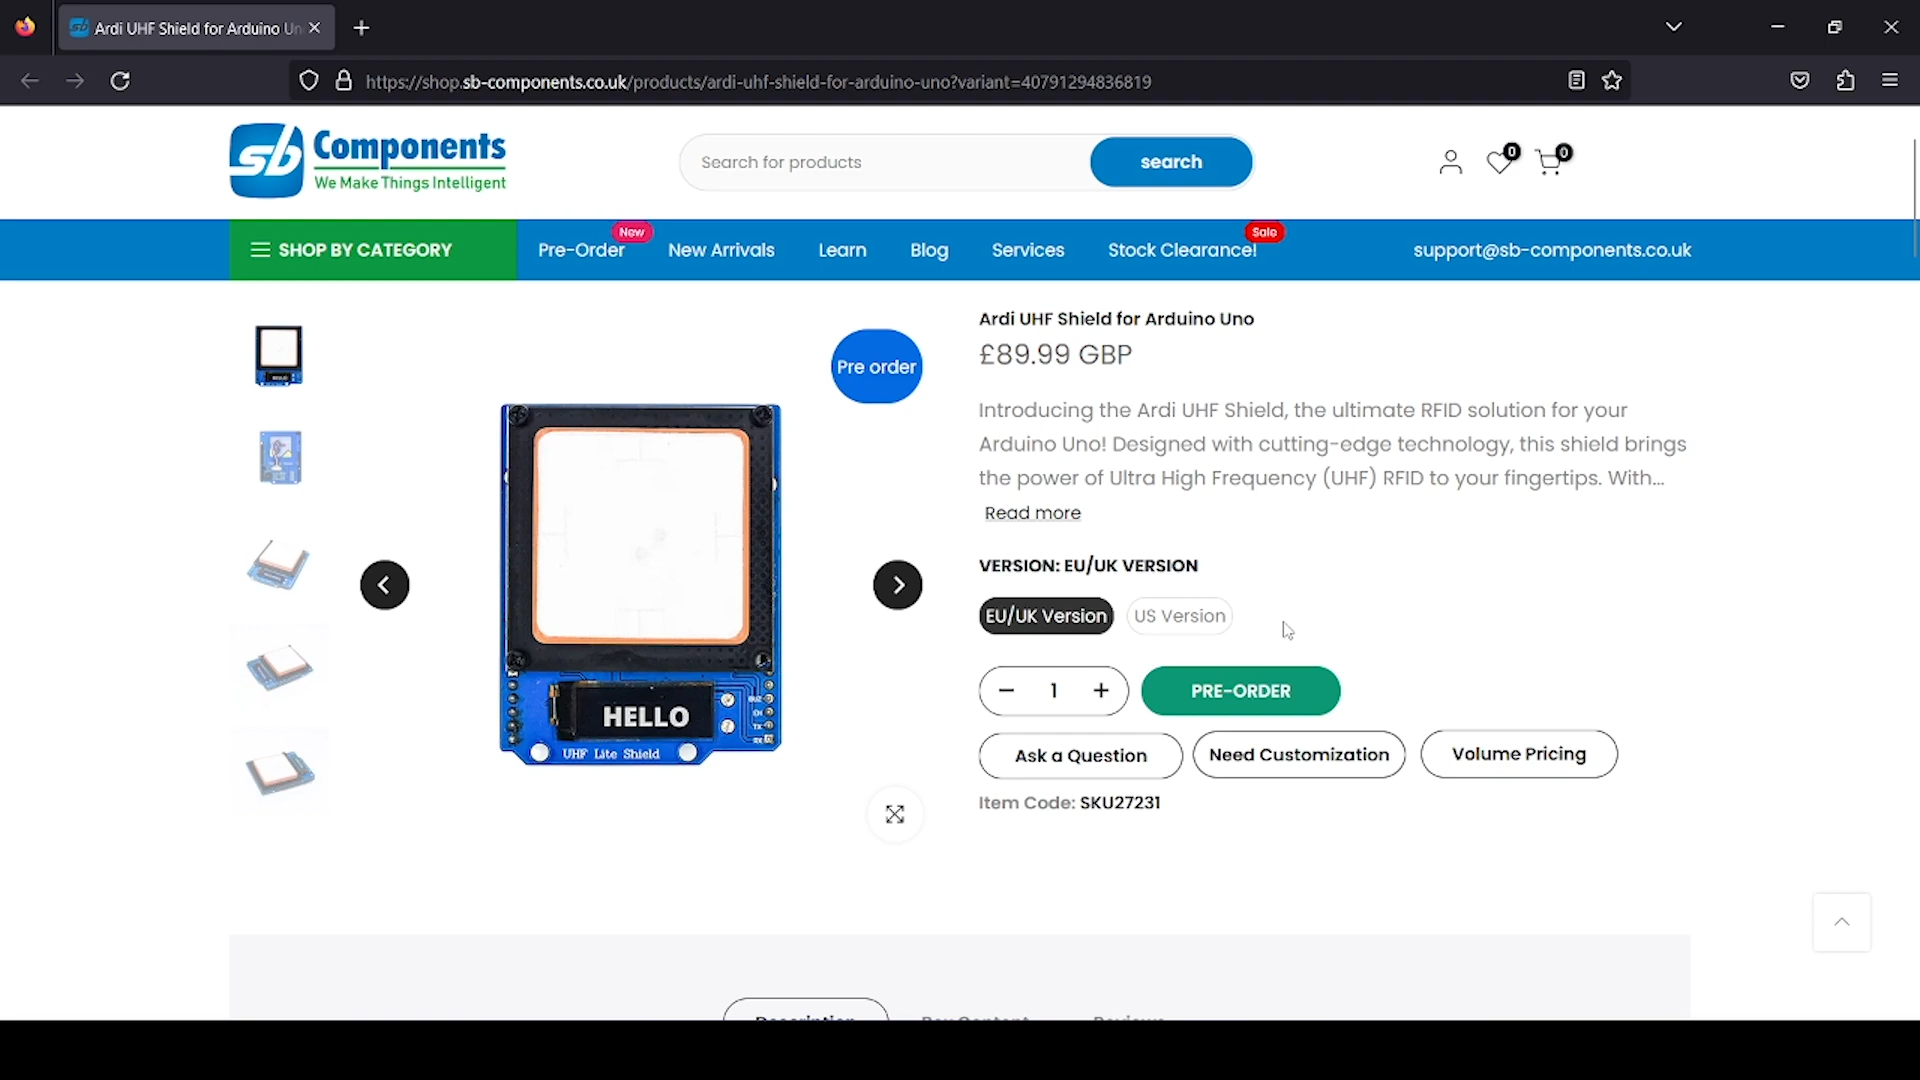 Ardi UHF Shield for Arduino Un
https://shop.sb-components.co.uk/products/ardi-uhf-shield-for-arduino-uno?variant=40791294836819
sb Components
We Make Things Intelligent
Search for products
search
0
0
SHOP BY CATEGORY
Pre-Order
New
New Arrivals
Learn
Blog
Services
Stock Clearance!
Sale
support@sb-components.co.uk
Pre order
HELLO
UHF Lite Shield
Ardi UHF Shield for Arduino Uno
£89.99 GBP
Introducing the Ardi UHF Shield, the ultimate RFID solution for your
Arduino Uno! Designed with cutting-edge technology, this shield brings
the power of Ultra High Frequency (UHF) RFID to your fingertips. With...
Read more
VERSION: EU/UK VERSION
EU/UK Version
US Version
1
PRE-ORDER
Ask a Question
Need Customization
Volume Pricing
Item Code: SKU27231
Description
Reviews